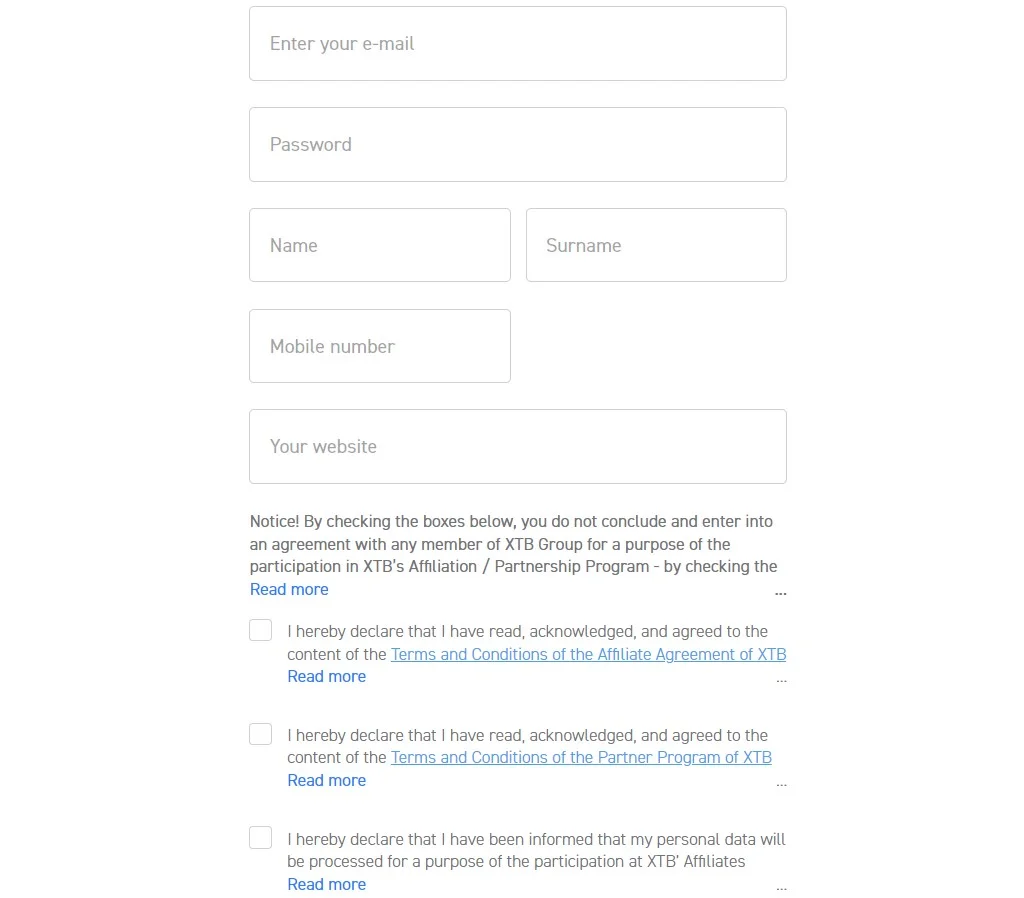 Enter your e-mail
Password
Name
Surname
Mobile number
Your website
Notice! By checking the boxes below, you do not conclude and enter into
an agreement with any member of XTB Group for a purpose of the
participation in XTB's Affiliation / Partnership Program - by checking the
Read more ...
I hereby declare that I have read, acknowledged, and agreed to the
content of the Terms and Conditions of the Affiliate Agreement of XTB
Read more ...
I hereby declare that I have read, acknowledged, and agreed to the
content of the Terms and Conditions of the Partner Program of XTB
Read more ...
I hereby declare that I have been informed that my personal data will
be processed for a purpose of the participation at XTB' Affiliates
Read more ...